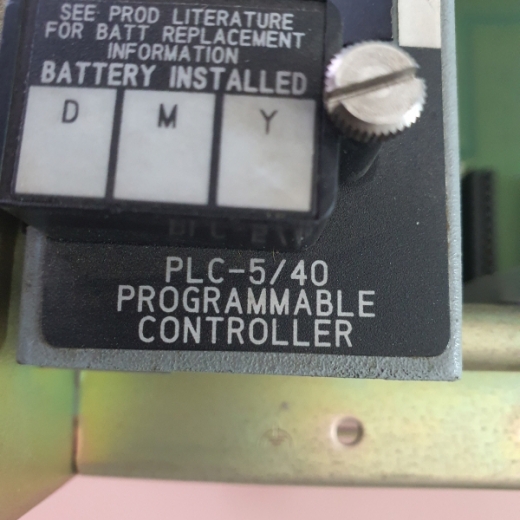 SEE PROD LITERATURE
FOR BATT REPLACEMENT
INFORMATION
BATTERY INSTALLED
D M Y
PLC-5/40
PROGRAMMABLE
CONTROLLER